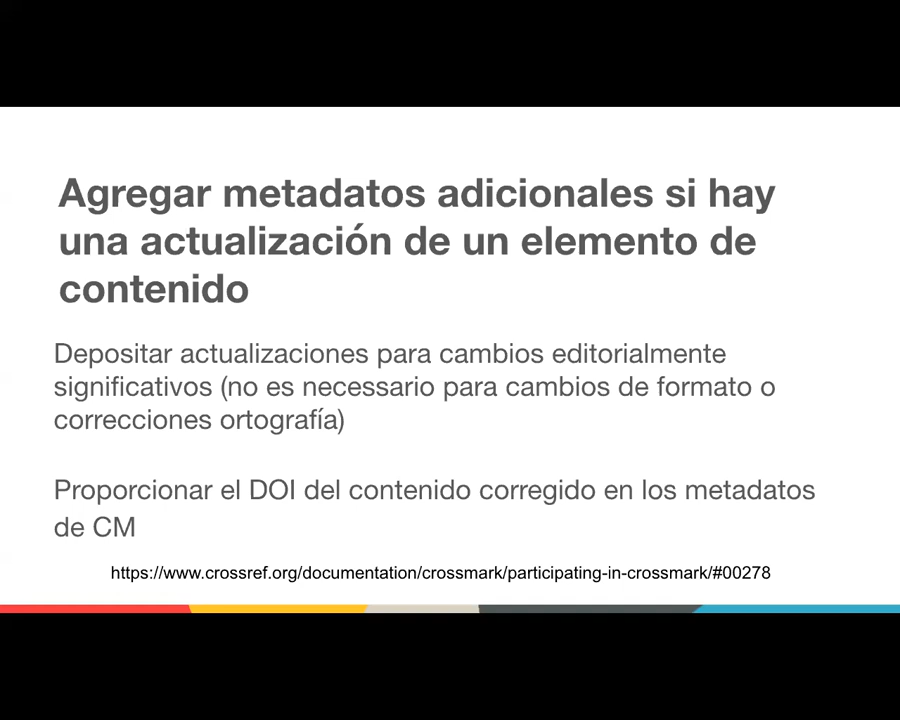 Agregar metadatos adicionales si hay
una actualización de un elemento de
contenido
Depositar actualizaciones para cambios editorialmente
significativos (no es necessario para cambios de formato o
correcciones ortografía)
Proporcionar el DOI del contenido corregido en los metadatos
de CM
https://www.crossref.org/documentation/crossmark/participating-in-crossmark/#00278